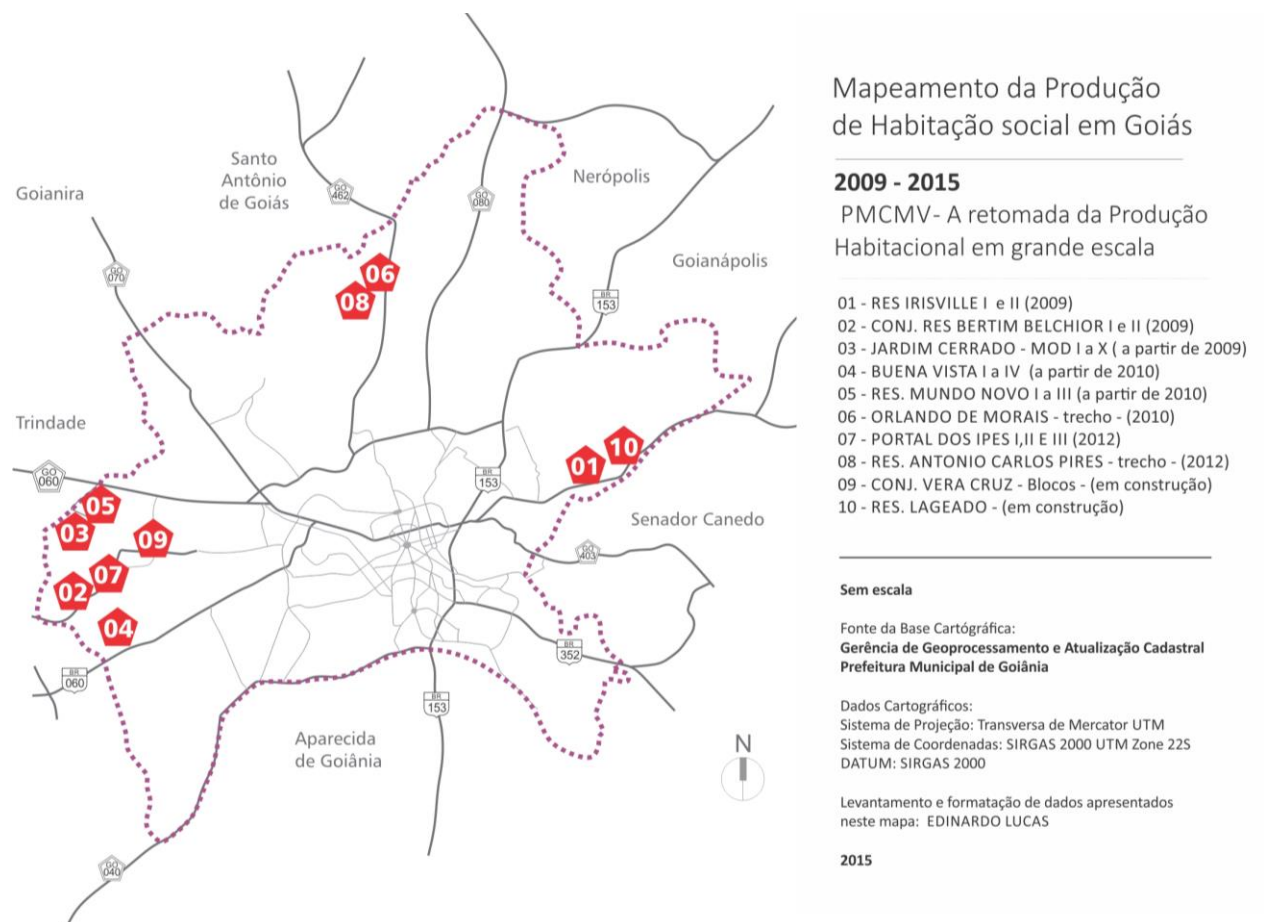 Mapeamento da Produção
de Habitação social em Goiás
2009 - 2015
PMCMV- A retomada da Produção
Habitacional em grande escala
01 - RES IRISVILLE I e II (2009)
02 - CONJ. RES BERTIM BELCHIOR I e II (2009)
03 - JARDIM CERRADO - MOD I a X ( a partir de 2009)
04 - BUENA VISTA I a IV (a partir de 2010)
05 - RES. MUNDO NOVO I a III (a partir de 2010)
06 - ORLANDO DE MORAIS - trecho - (2010)
07 - PORTAL DOS IPES I,II E III (2012)
08 - RES. ANTONIO CARLOS PIRES - trecho - (2012)
09 - CONJ. VERA CRUZ - Blocos - (em construção)
10 - RES. LAGEADO - (em construção)
Sem escala
Fonte da Base Cartógráfica:
Gerência de Geoprocessamento e Atualização Cadastral
Prefeitura Municipal de Goiânia
Dados Cartográficos:
Sistema de Projeção: Transversa de Mercator UTM
Sistema de Coordenadas: SIRGAS 2000 UTM Zone 22S
DATUM: SIRGAS 2000
Levantamento e formatação de dados apresentados
neste mapa: EDINARDO LUCAS
2015
Santo
Antônio
de Goiás
Goianira
Nerópolis
Goianápolis
Trindade
Senador Canedo
Aparecida
de Goiânia
GO
462
GO
080
GO
070
BR
153
GO
060
BR
153
GO
403
BR
352
BR
060
BR
153
GO
040
06
08
10
01
05
03
09
07
02
04
N